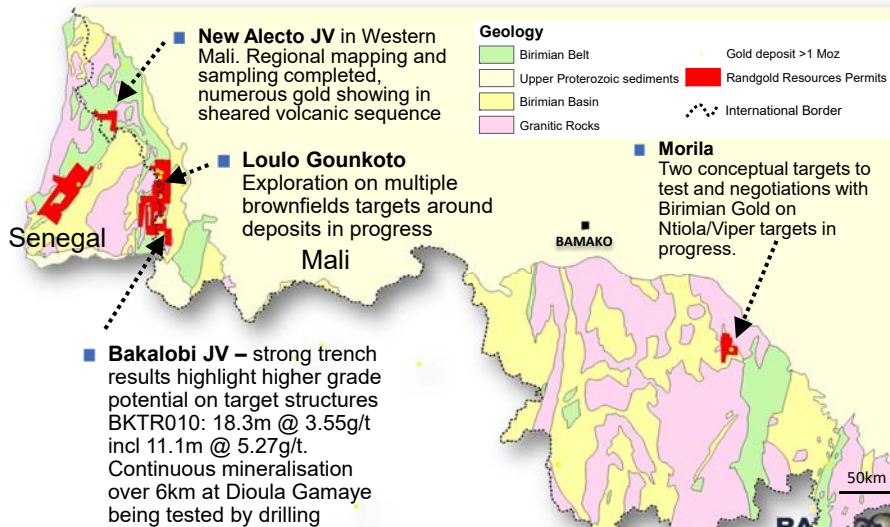 New Alecto JV in Western
Mali. Regional mapping and
sampling completed,
numerous gold showing in
sheared volcanic sequence
Geology
Birimian Belt
Upper Proterozoic sediments
Birimian Basin
Granitic Rocks
Gold deposit >1 Moz
Randgold Resources Permits
International Border
Loulo Gounkoto
Exploration on multiple
brownfields targets around
deposits in progress
Morila
Two conceptual targets to
test and negotiations with
Birimian Gold on
Ntiola/Viper targets in
progress.
Senegal
Mali
BAMAKO
Bakalobi JV – strong trench
results highlight higher grade
potential on target structures
BKTR010: 18.3m @ 3.55g/t
incl 11.1m @ 5.27g/t.
Continuous mineralisation
over 6km at Dioula Gamaye
being tested by drilling
50km